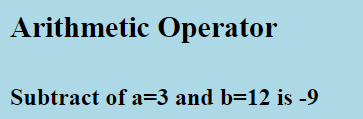 Arithmetic Operator
Subtract of a=3 and b=12 is -9